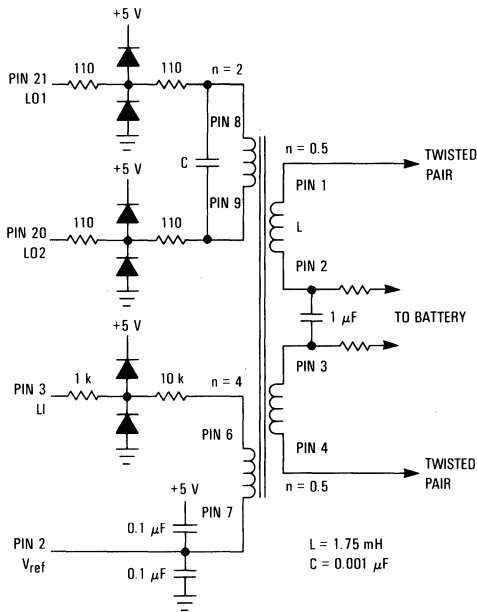 +5 V
PIN 21
LO1
110
110
n = 2
PIN 8
C
PIN 9
n = 0.5
TWISTED
PAIR
PIN 1
L
PIN 2
+5 V
PIN 20
LO2
110
110
1 μF
TO BATTERY
+5 V
PIN 3
LI
1 k
10 k
n = 4
PIN 3
PIN 6
PIN 4
TWISTED
PAIR
n = 0.5
PIN 7
+5 V
0.1 μF
PIN 2
Vref
0.1 μF
L = 1.75 mH
C = 0.001 μF